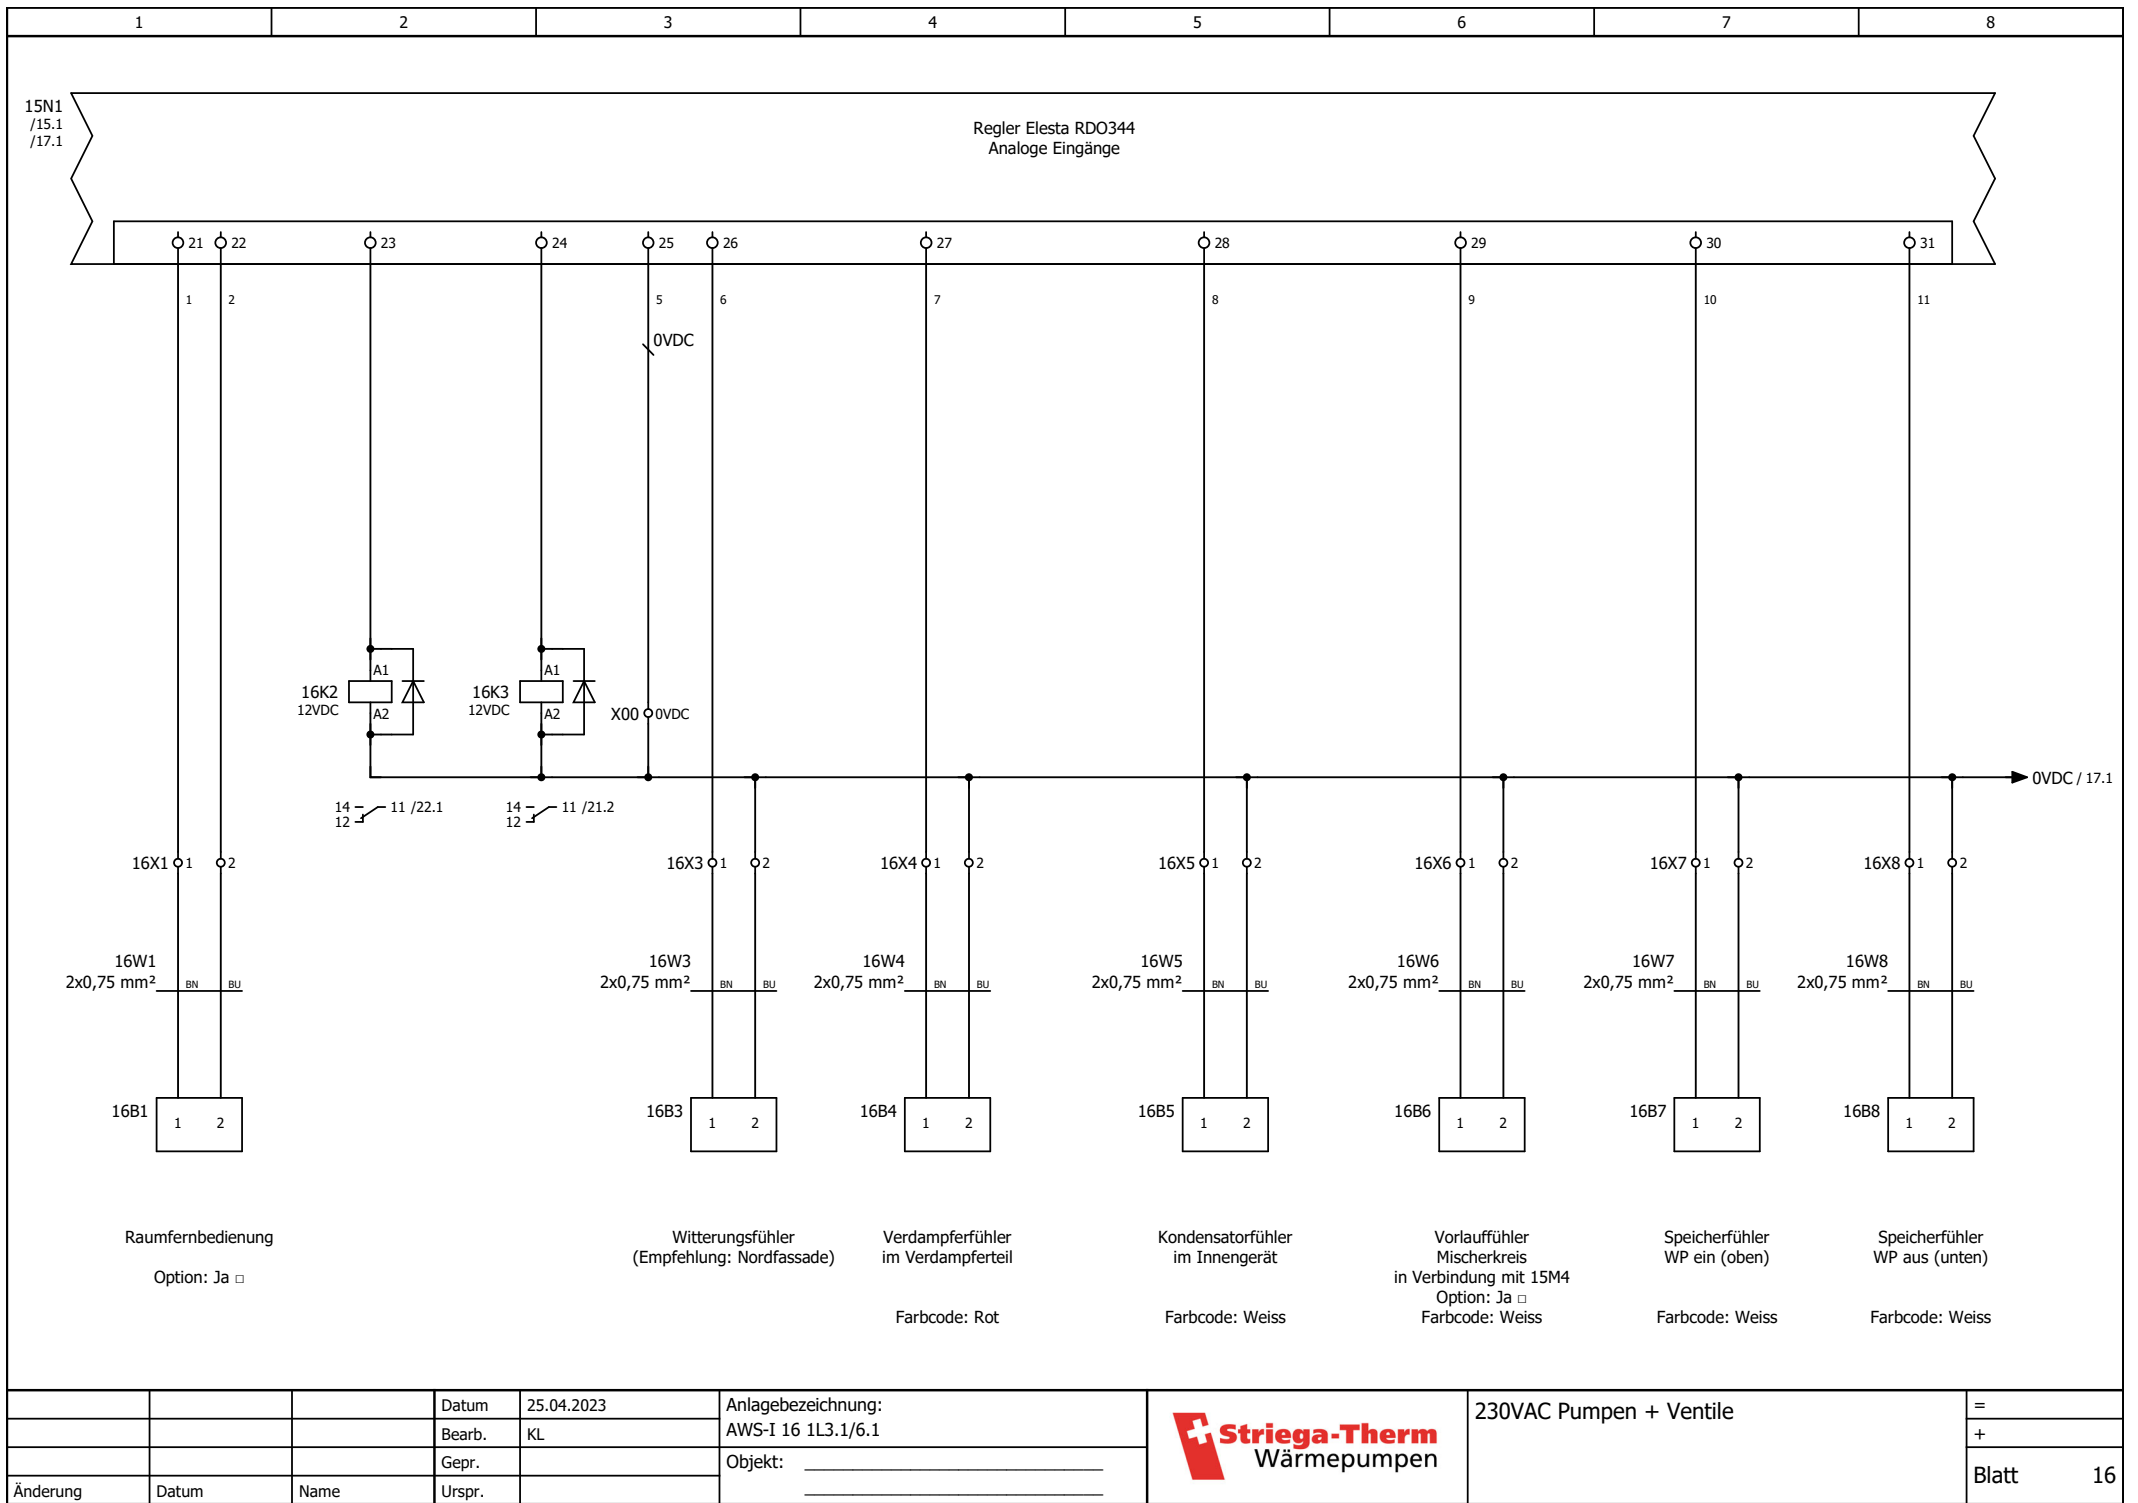 1 2 3 4 5 6 7 8
15N1
/15.1
/17.1
Regler Elesta RDO344
Analoge Eingänge
21 22 23 24 25 26 27 28 29 30 31
1 2 5 6 7 8 9 10 11
0VDC
16K2
12VDC
A1
A2
16K3
12VDC
A1
A2
X00 0VDC
0VDC / 17.1
14 11 /22.1
12
14 11 /21.2
12
16X1 1 2
16X3 1 2
16X4 1 2
16X5 1 2
16X6 1 2
16X7 1 2
16X8 1 2
16W1
2x0,75 mm² BN BU
16W3
2x0,75 mm² BN BU
16W4
2x0,75 mm² BN BU
16W5
2x0,75 mm² BN BU
16W6
2x0,75 mm² BN BU
16W7
2x0,75 mm² BN BU
16W8
2x0,75 mm² BN BU
16B1 1 2
16B3 1 2
16B4 1 2
16B5 1 2
16B6 1 2
16B7 1 2
16B8 1 2
Raumfernbedienung
Option: Ja □
Witterungsfühler
(Empfehlung: Nordfassade)
Verdampferfühler
im Verdampferteil
Farbcode: Rot
Kondensatorfühler
im Innengerät
Farbcode: Weiss
Vorlauffühler
Mischerkreis
in Verbindung mit 15M4
Option: Ja □
Farbcode: Weiss
Speicherfühler
WP ein (oben)
Farbcode: Weiss
Speicherfühler
WP aus (unten)
Farbcode: Weiss
Änderung Datum Name
Datum 25.04.2023
Bearb. KL
Gepr.
Urspr.
Anlagebezeichnung:
AWS-I 16 1L3.1/6.1
Objekt:
Striega-Therm
Wärmepumpen
230VAC Pumpen + Ventile
=
+
Blatt 16